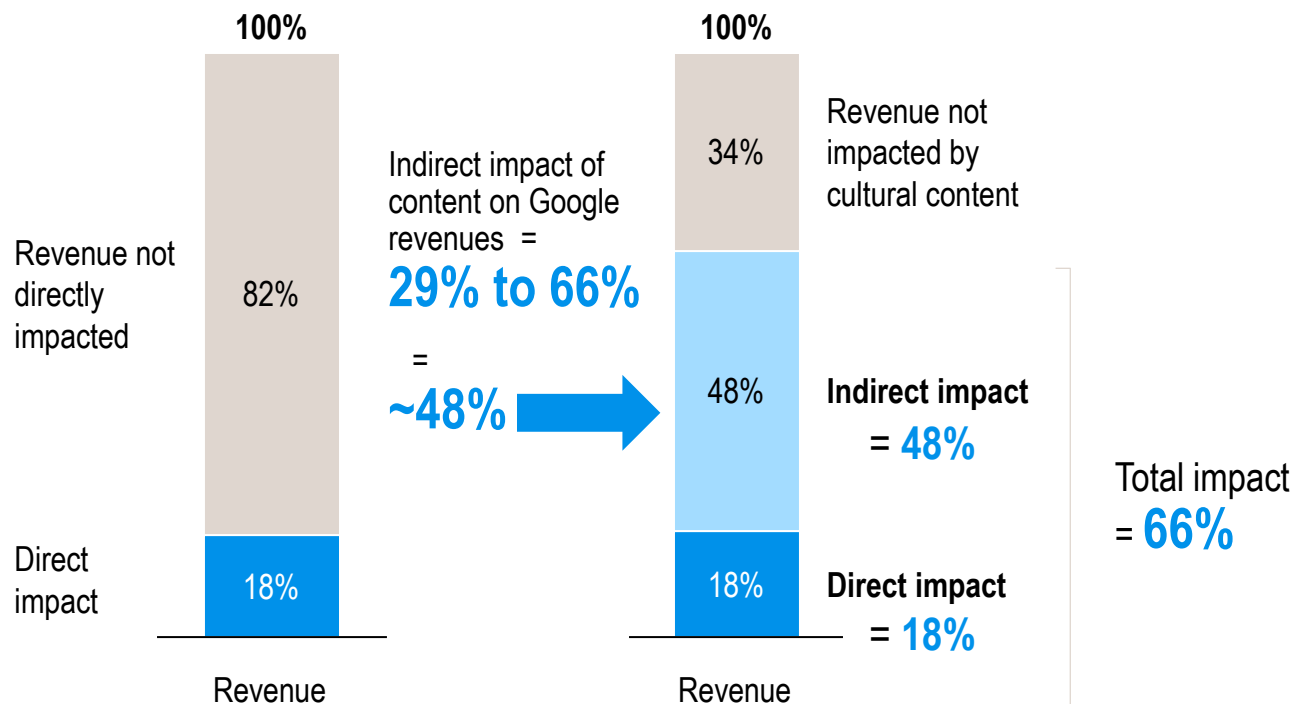 100%
82%
18%
Revenue not
directly
impacted
Direct
impact
Revenue
Indirect impact of
content on Google
revenues =
29% to 66%
=
~48%
100%
34%
48%
18%
Revenue
Revenue not
impacted by
cultural content
Indirect impact
= 48%
Direct impact
= 18%
Total impact
= 66%